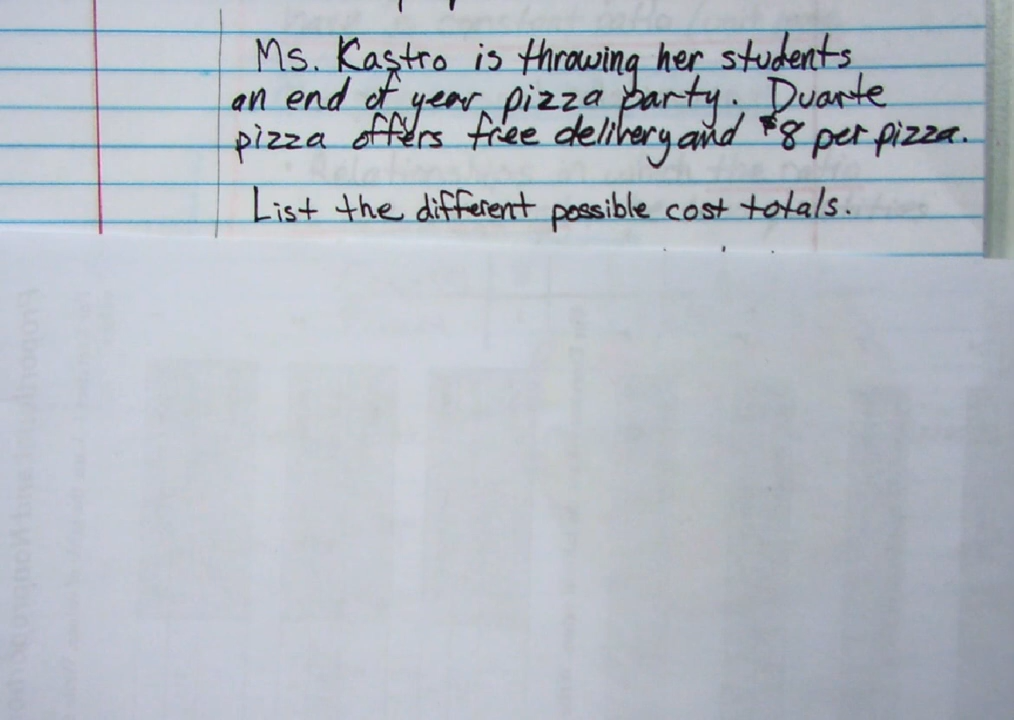 Ms. Kastro is throwing her students
an end of year pizza party. Duarte
pizza offers free delivery and $8 per pizza.
List the different possible cost totals.